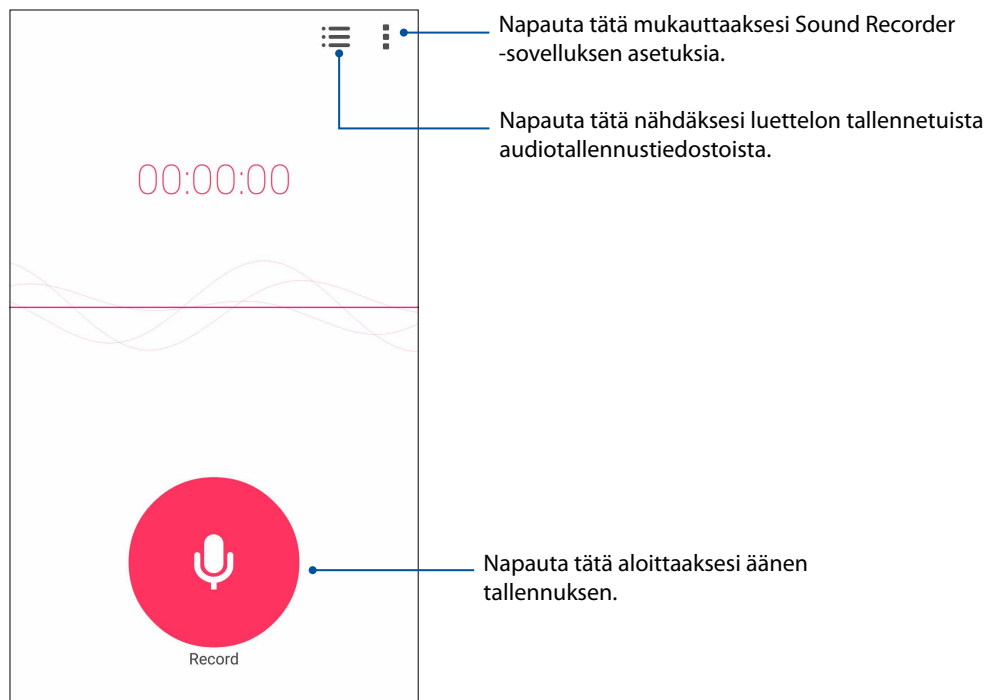 Napauta tätä mukauttaaksesi Sound Recorder
-sovelluksen asetuksia.
Napauta tätä nähdäksesi luettelon tallennetuista
audiotallennustiedostoista.
00:00:00
Napauta tätä aloittaaksesi äänen
tallennuksen.
Record